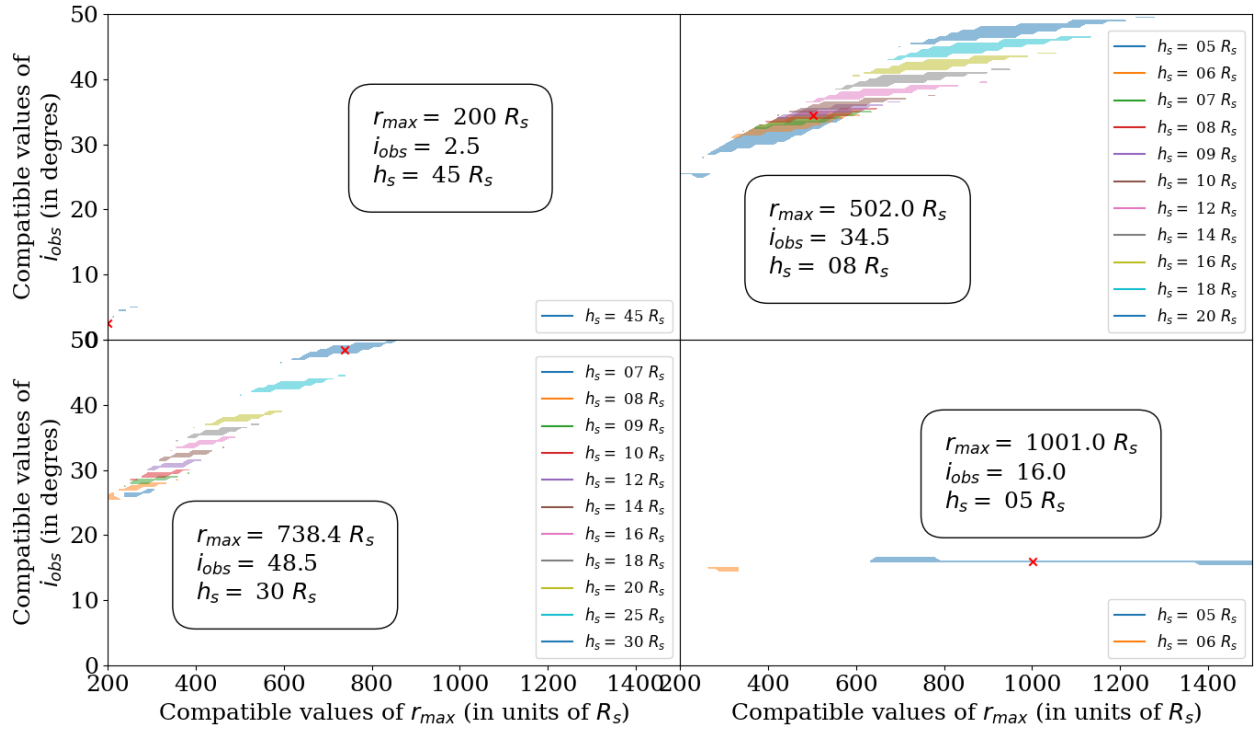 50
40
30
20
10
0
Compatible values of
i_obs (in degres)
r_max = 200 R_s
i_obs = 2.5
h_s = 45 R_s
h_s = 45 R_s
r_max = 502.0 R_s
i_obs = 34.5
h_s = 08 R_s
h_s = 05 R_s
h_s = 06 R_s
h_s = 07 R_s
h_s = 08 R_s
h_s = 09 R_s
h_s = 10 R_s
h_s = 12 R_s
h_s = 14 R_s
h_s = 16 R_s
h_s = 18 R_s
h_s = 20 R_s
50
40
30
20
10
0
Compatible values of
i_obs (in degres)
r_max = 738.4 R_s
i_obs = 48.5
h_s = 30 R_s
h_s = 07 R_s
h_s = 08 R_s
h_s = 09 R_s
h_s = 10 R_s
h_s = 12 R_s
h_s = 14 R_s
h_s = 16 R_s
h_s = 18 R_s
h_s = 20 R_s
h_s = 25 R_s
h_s = 30 R_s
200 400 600 800 1000 1200 1400
Compatible values of r_max (in units of R_s)
r_max = 1001.0 R_s
i_obs = 16.0
h_s = 05 R_s
h_s = 05 R_s
h_s = 06 R_s
200 400 600 800 1000 1200 1400
Compatible values of r_max (in units of R_s)